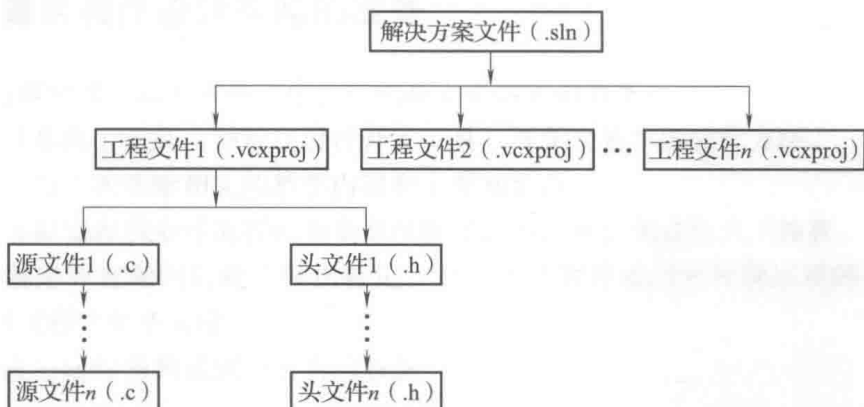 解决方案文件（.sln）
工程文件1（.vcxproj） 工程文件2（.vcxproj） ••• 工程文件n（.vcxproj）
源文件1（.c） 头文件1（.h）
源文件n（.c） 头文件n（.h）